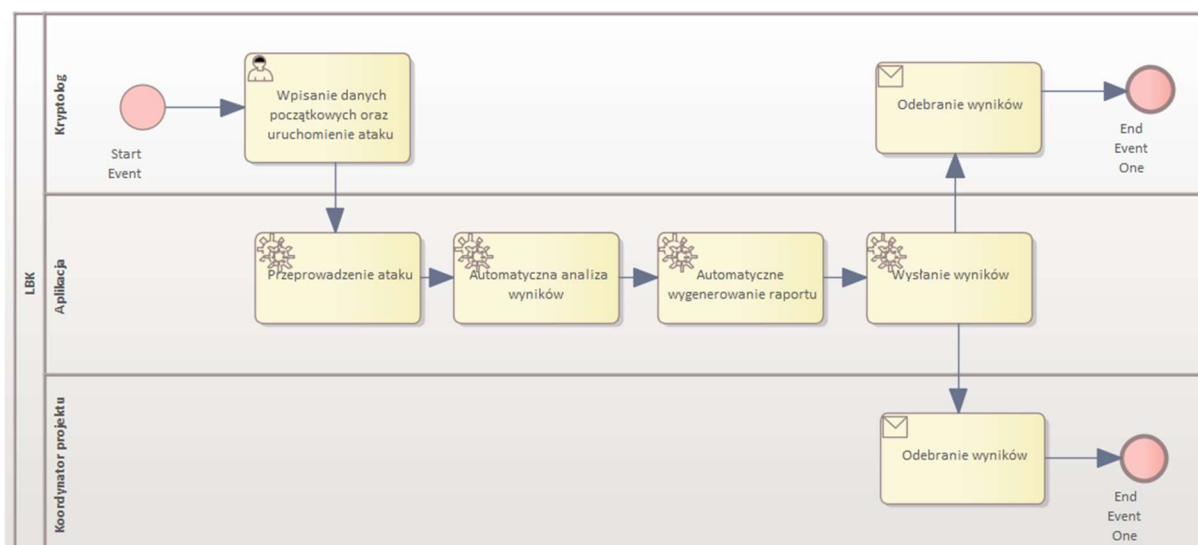 LBK
Kryptolog
Start
Event
Wpisanie danych
początkowych oraz
uruchomienie ataku
Odebranie wyników
End
Event
One
Aplikacja
Przeprowadzenie ataku
Automatyczna analiza
wyników
Automatyczne
wygenerowanie raportu
Wysłanie wyników
Koordynator projektu
Odebranie wyników
End
Event
One